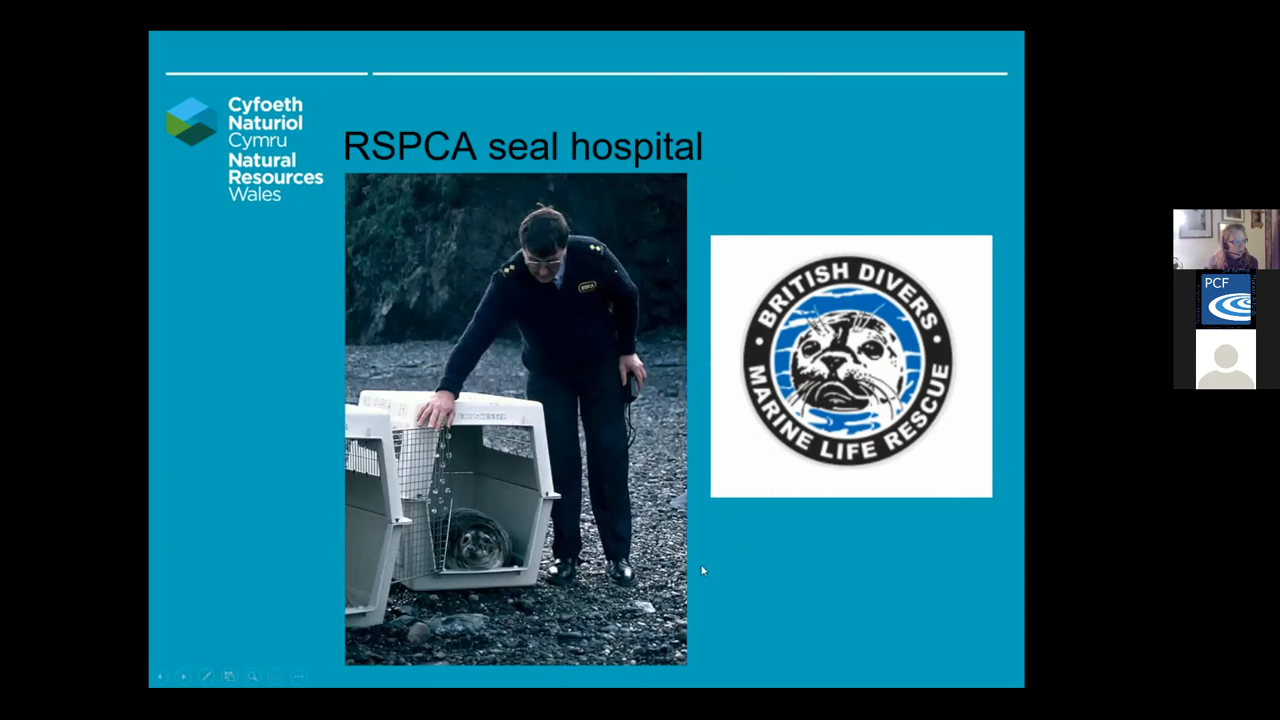 Cyfoeth
Naturiol
Cymru
Natural
Resources
Wales
RSPCA seal hospital
BRITISH DIVERS
MARINE LIFE RESCUE
PCF